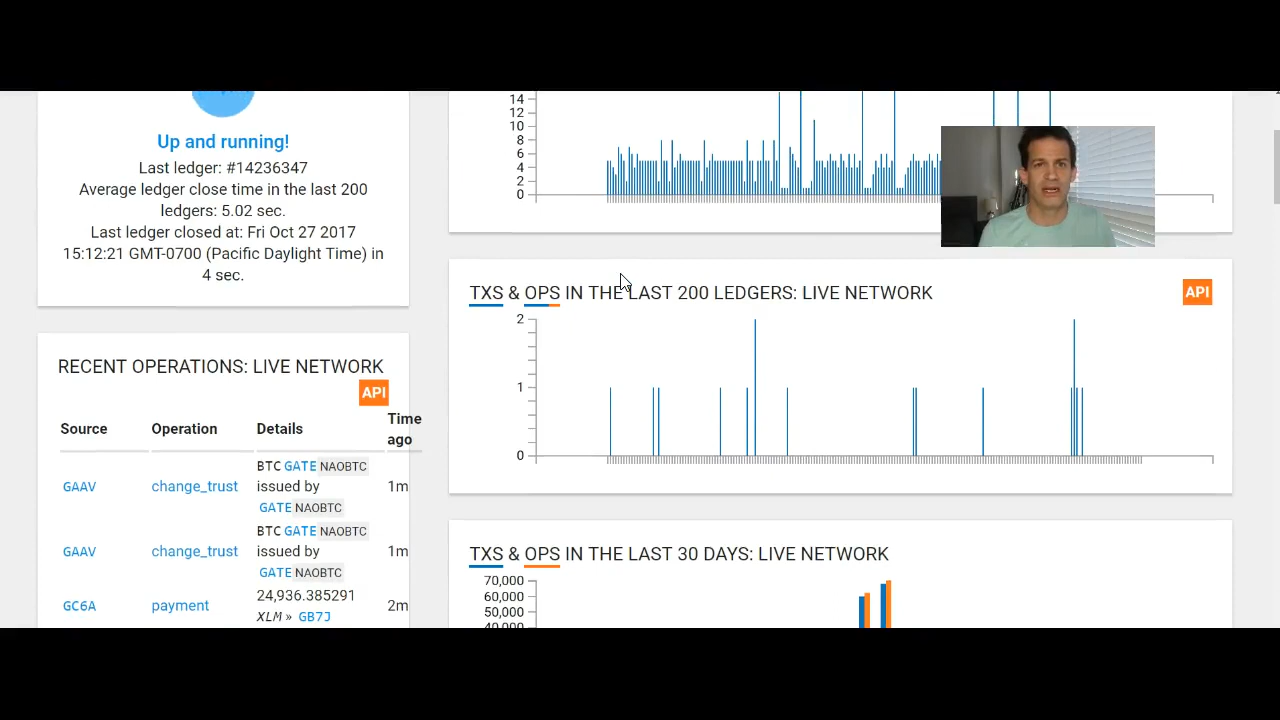 Up and running!
Last ledger: #14236347
Average ledger close time in the last 200
ledgers: 5.02 sec.
Last ledger closed at: Fri Oct 27 2017
15:12:21 GMT-0700 (Pacific Daylight Time) in
4 sec.
RECENT OPERATIONS: LIVE NETWORK
API
Source Operation Details Time ago
BTC GATE NAOBTC
GAAV change_trust issued by 1m
GATE NAOBTC
BTC GATE NAOBTC
GAAV change_trust issued by 1m
GATE NAOBTC
24,936.385291
GC6A payment 2m
XLM » GB7J
14
12
10
8
6
4
2
0
TXS & OPS IN THE LAST 200 LEDGERS: LIVE NETWORK
API
2
1
0
TXS & OPS IN THE LAST 30 DAYS: LIVE NETWORK
70,000
60,000
50,000
40,000